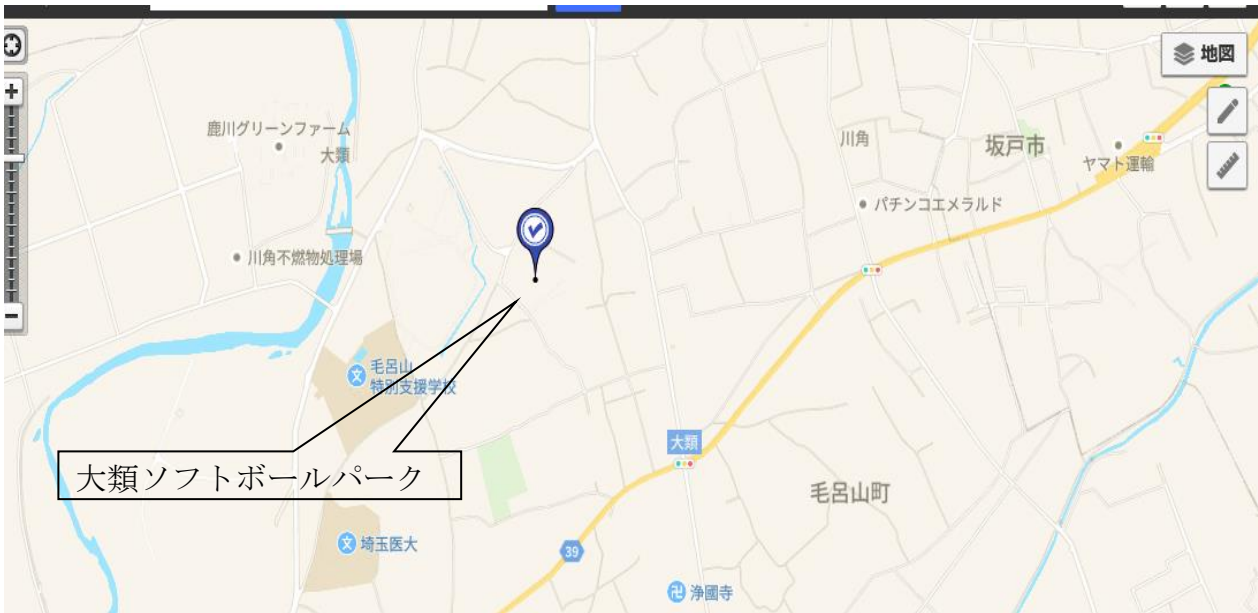 地図
鹿川グリーンファーム
大類
川角
坂戸市
ヤマト運輸
パチンコエメラルド
川角不燃物処理場
毛呂山
特別支援学校
大類
大類ソフトボールパーク
毛呂山町
埼玉医大
39
浄國寺